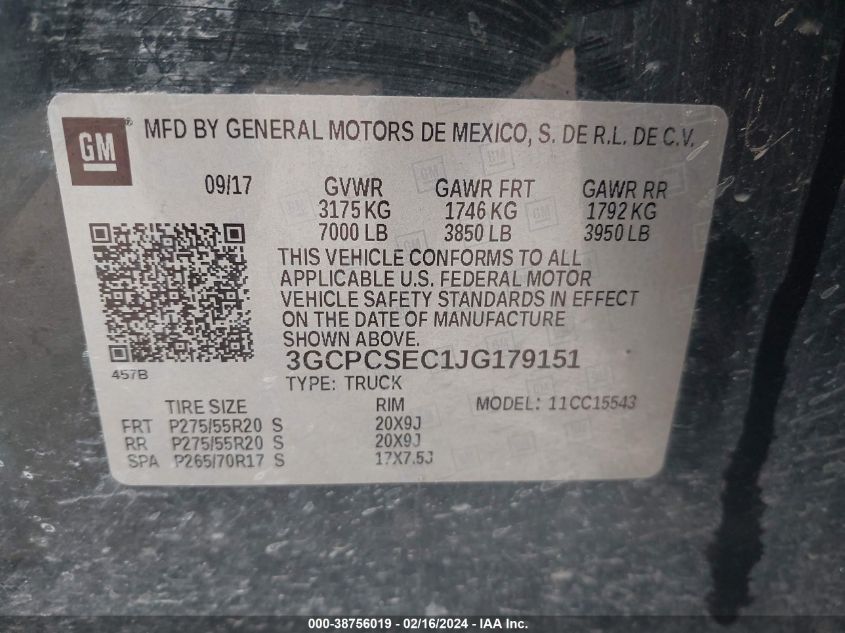 GM ® MFD BY GENERAL MOTORS DE MEXICO, S. DE R.L. DE C.V.
09/17 GVWR GAWR FRT GAWR RR
3175 KG 1746 KG 1792 KG
7000 LB 3850 LB 3950 LB
THIS VEHICLE CONFORMS TO ALL
APPLICABLE U.S. FEDERAL MOTOR
VEHICLE SAFETY STANDARDS IN EFFECT
ON THE DATE OF MANUFACTURE
SHOWN ABOVE.
3GCPCSEC1JG179151
457B TYPE: TRUCK
TIRE SIZE RIM MODEL: 11CC15543
FRT P275/55R20 S 20X9J
RR P275/55R20 S 20X9J
SPA P265/70R17 S 17X7.5J
000-38756019 - 02/16/2024 - IAA Inc.